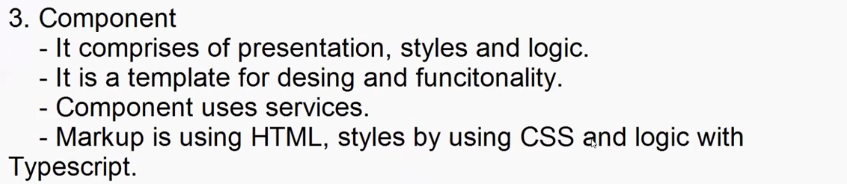 3. Component
- It comprises of presentation, styles and logic.
- It is a template for desing and funcitonality.
- Component uses services.
- Markup is using HTML, styles by using CSS and logic with
Typescript.